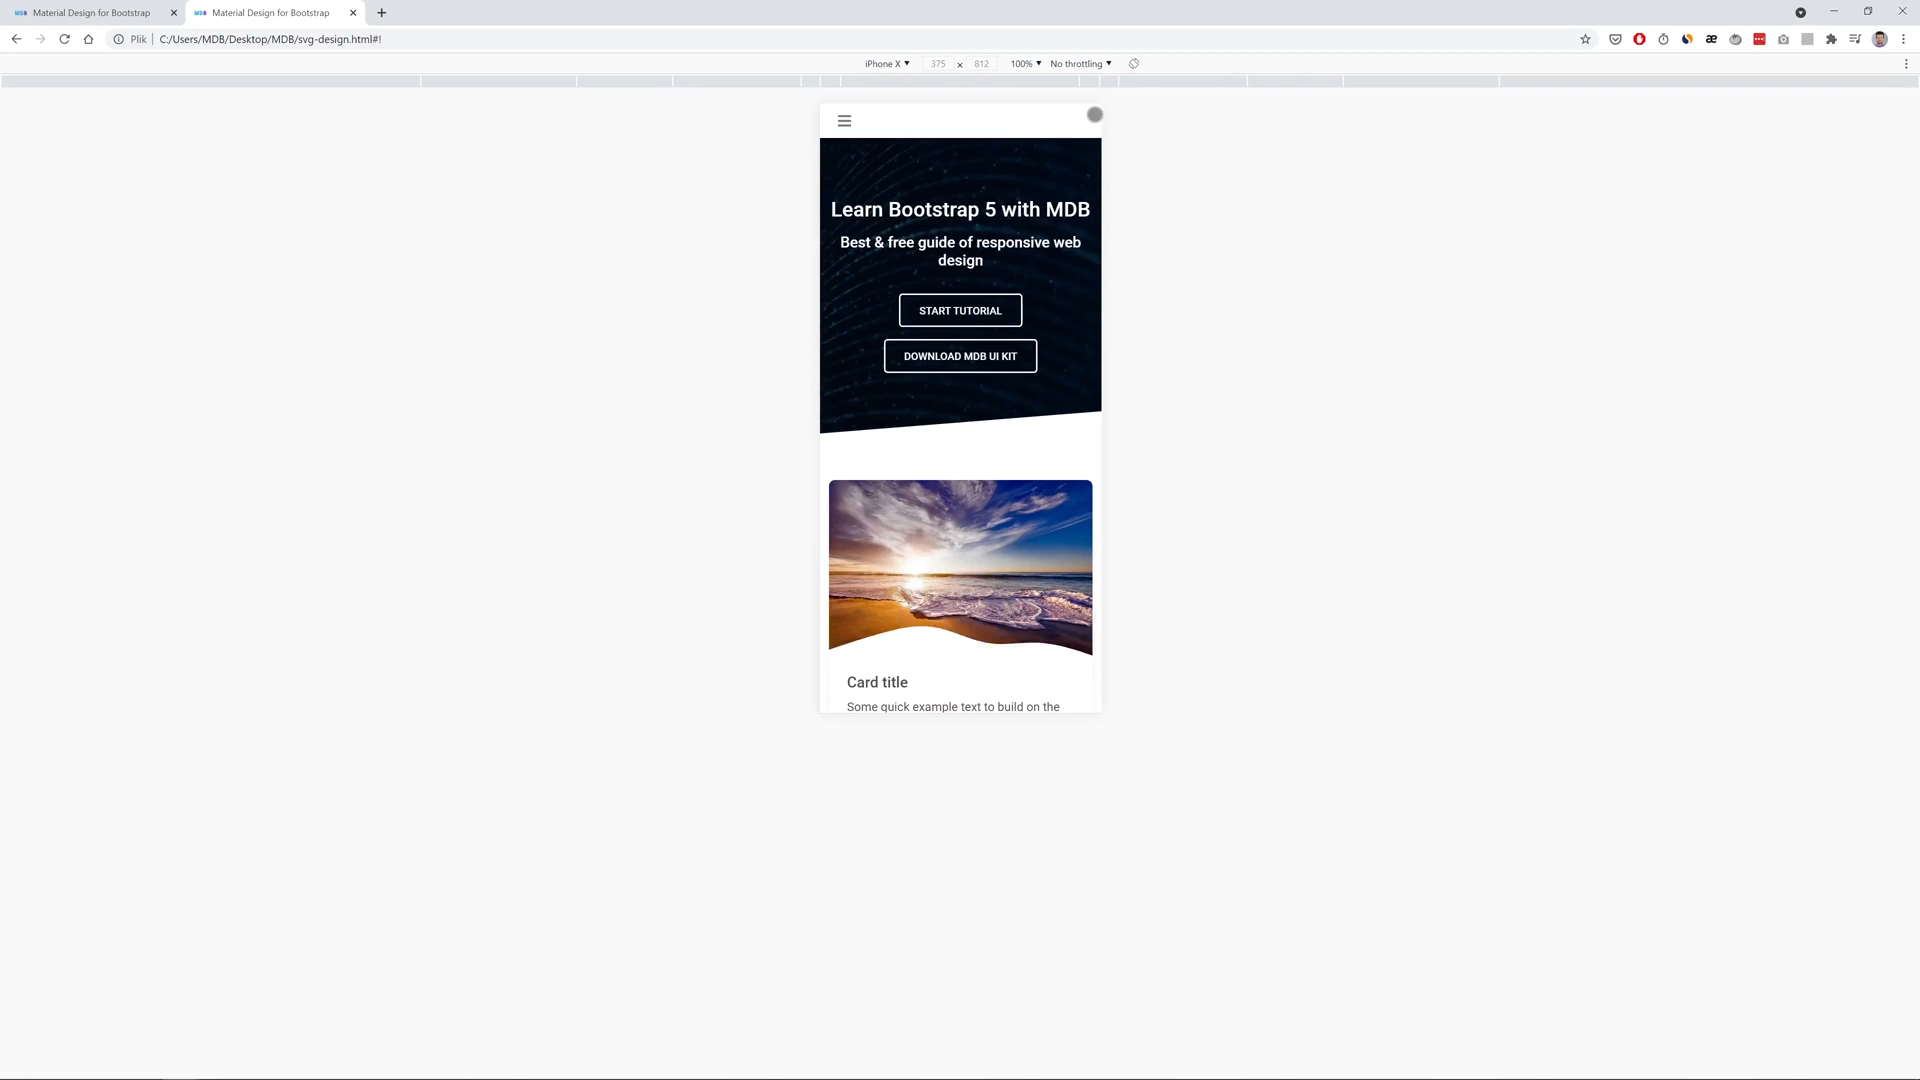 Material Design for Bootstrap
Material Design for Bootstrap
Plik
C:/Users/MDB/Desktop/MDB/svg-design.html#!
iPhone X
375 x 812
100%
No throttling
Learn Bootstrap 5 with MDB
Best & free guide of responsive web
design
START TUTORIAL
DOWNLOAD MDB UI KIT
Card title
Some quick example text to build on the